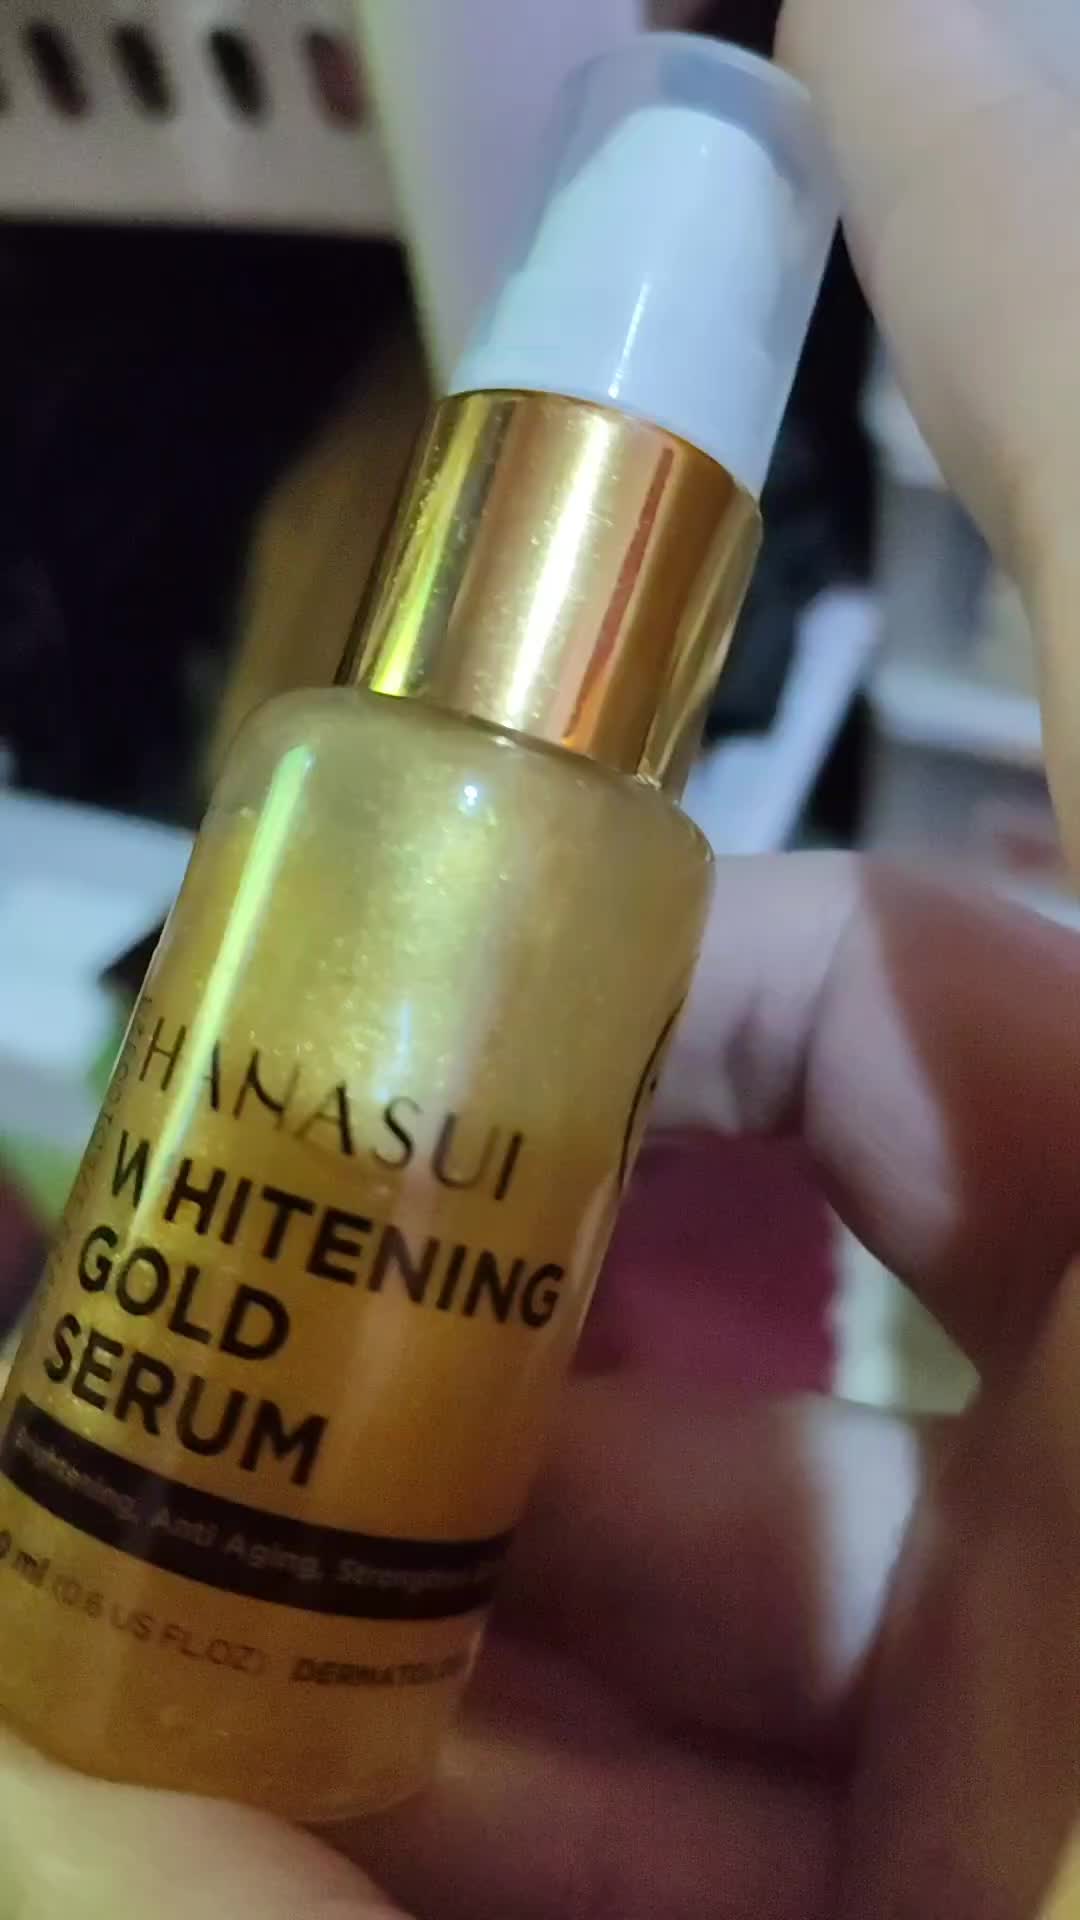 HANASUI
WHITENING
GOLD
SERUM
Brightening, Anti Aging,
ml (0.6 US FL.OZ)